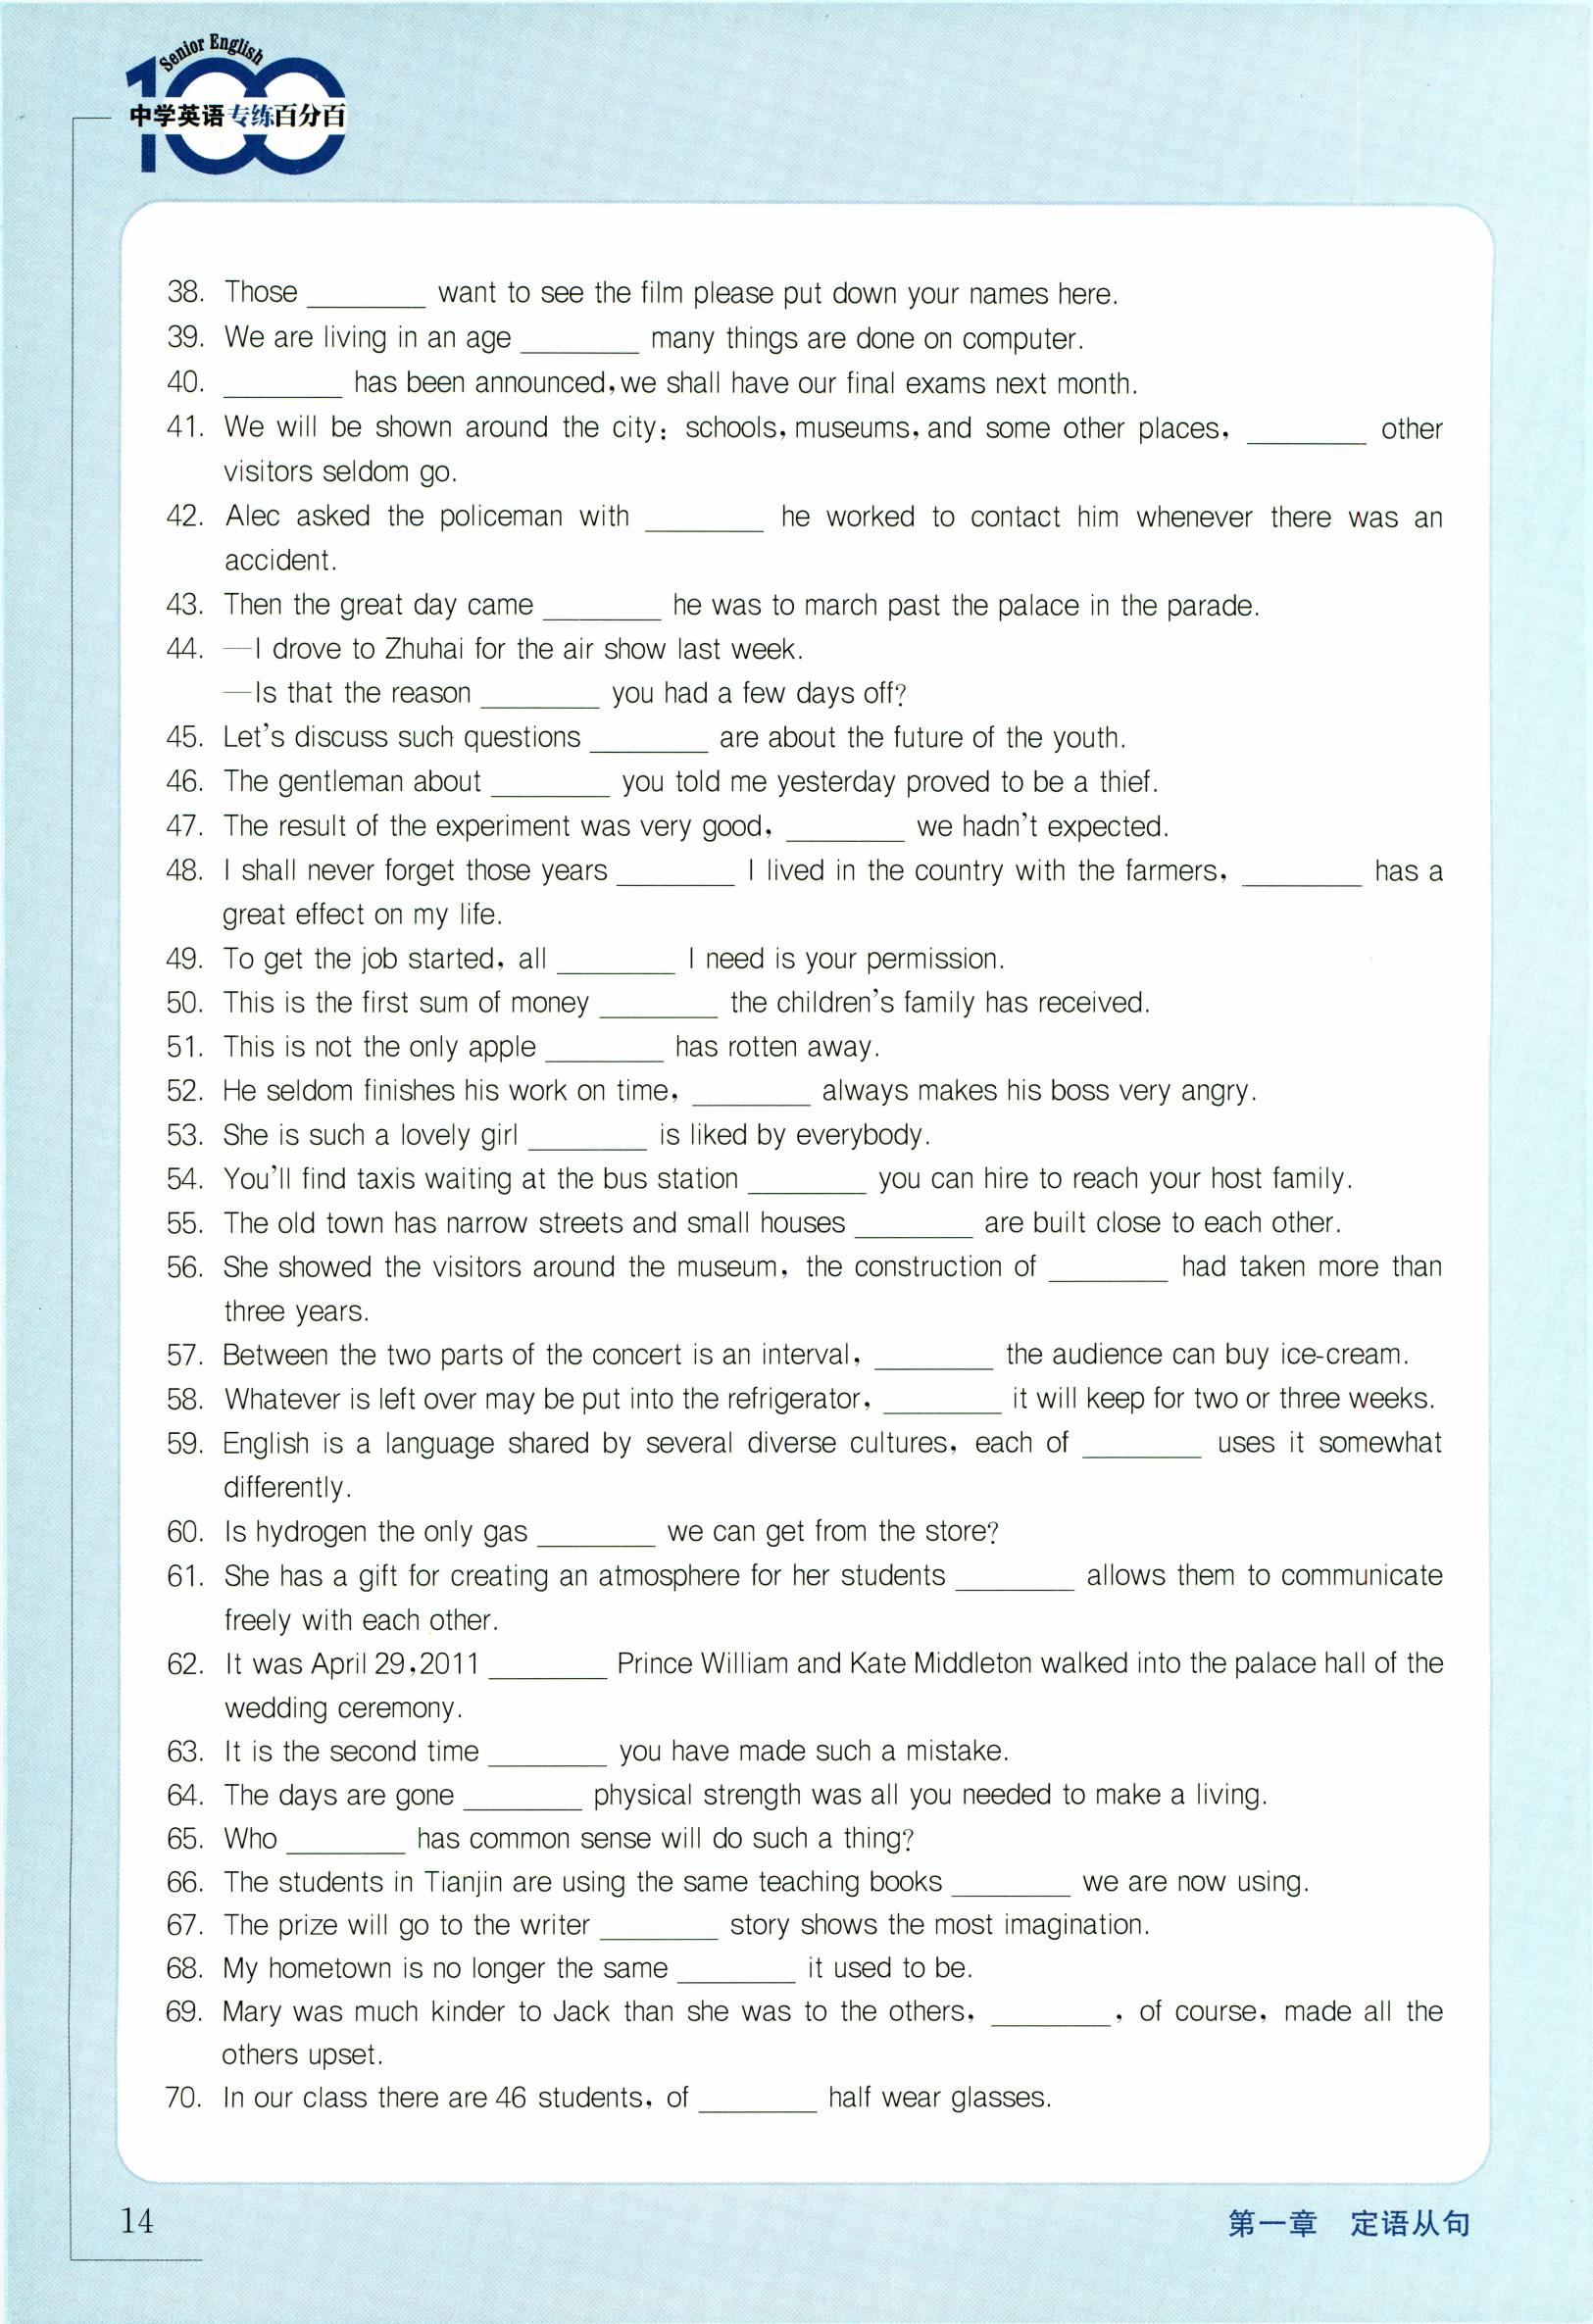 Senior English
100
中学英语专练百分百
38. Those ________ want to see the film please put down your names here.
39. We are living in an age ________ many things are done on computer.
40. ________ has been announced, we shall have our final exams next month.
41. We will be shown around the city: schools, museums, and some other places, ________ other
visitors seldom go.
42. Alec asked the policeman with ________ he worked to contact him whenever there was an
accident.
43. Then the great day came ________ he was to march past the palace in the parade.
44. —I drove to Zhuhai for the air show last week.
—Is that the reason ________ you had a few days off?
45. Let's discuss such questions ________ are about the future of the youth.
46. The gentleman about ________ you told me yesterday proved to be a thief.
47. The result of the experiment was very good, ________ we hadn't expected.
48. I shall never forget those years ________ I lived in the country with the farmers, ________ has a
great effect on my life.
49. To get the job started, all ________ I need is your permission.
50. This is the first sum of money ________ the children's family has received.
51. This is not the only apple ________ has rotten away.
52. He seldom finishes his work on time, ________ always makes his boss very angry.
53. She is such a lovely girl ________ is liked by everybody.
54. You'll find taxis waiting at the bus station ________ you can hire to reach your host family.
55. The old town has narrow streets and small houses ________ are built close to each other.
56. She showed the visitors around the museum, the construction of ________ had taken more than
three years.
57. Between the two parts of the concert is an interval, ________ the audience can buy ice-cream.
58. Whatever is left over may be put into the refrigerator, ________ it will keep for two or three weeks.
59. English is a language shared by several diverse cultures, each of ________ uses it somewhat
differently.
60. Is hydrogen the only gas ________ we can get from the store?
61. She has a gift for creating an atmosphere for her students ________ allows them to communicate
freely with each other.
62. It was April 29, 2011 ________ Prince William and Kate Middleton walked into the palace hall of the
wedding ceremony.
63. It is the second time ________ you have made such a mistake.
64. The days are gone ________ physical strength was all you needed to make a living.
65. Who ________ has common sense will do such a thing?
66. The students in Tianjin are using the same teaching books ________ we are now using.
67. The prize will go to the writer ________ story shows the most imagination.
68. My hometown is no longer the same ________ it used to be.
69. Mary was much kinder to Jack than she was to the others, ________, of course, made all the
others upset.
70. In our class there are 46 students, of ________ half wear glasses.
14
第一章 定语从句